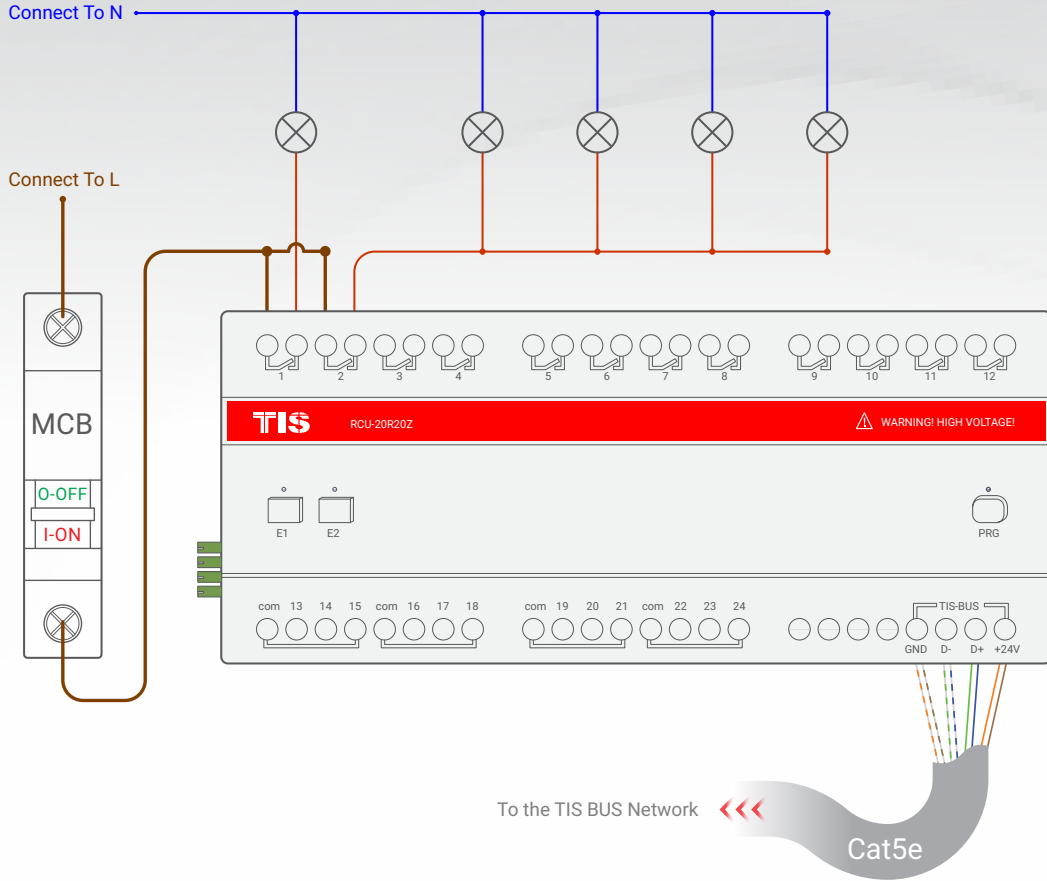 Connect To N
Connect To L
MCB
O-OFF
I-ON
1 2 3 4 5 6 7 8 9 10 11 12
TIS RCU-20R20Z WARNING! HIGH VOLTAGE!
E1 E2 PRG
com 13 14 15 com 16 17 18 com 19 20 21 com 22 23 24 TIS-BUS
GND D- D+ +24V
To the TIS BUS Network
Cat5e